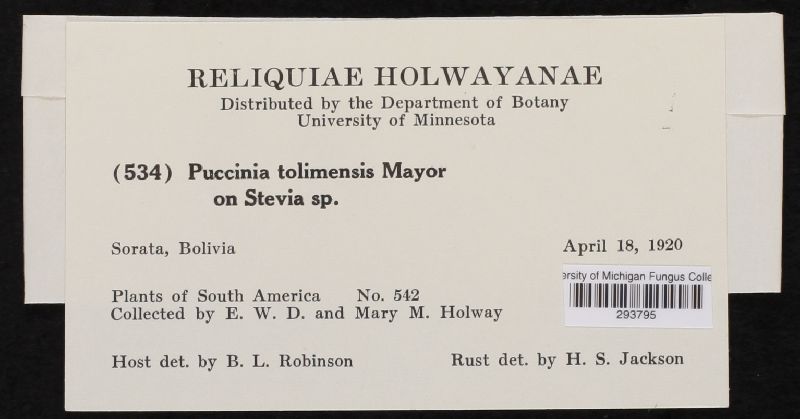 RELIQUIAE HOLWAYANAE
Distributed by the Department of Botany
University of Minnesota
(534) Puccinia tolimensis Mayor
on Stevia sp.
Sorata, Bolivia April 18, 1920
ersity of Michigan Fungus Colle
293795
Plants of South America No. 542
Collected by E. W. D. and Mary M. Holway
Host det. by B. L. Robinson Rust det. by H. S. Jackson